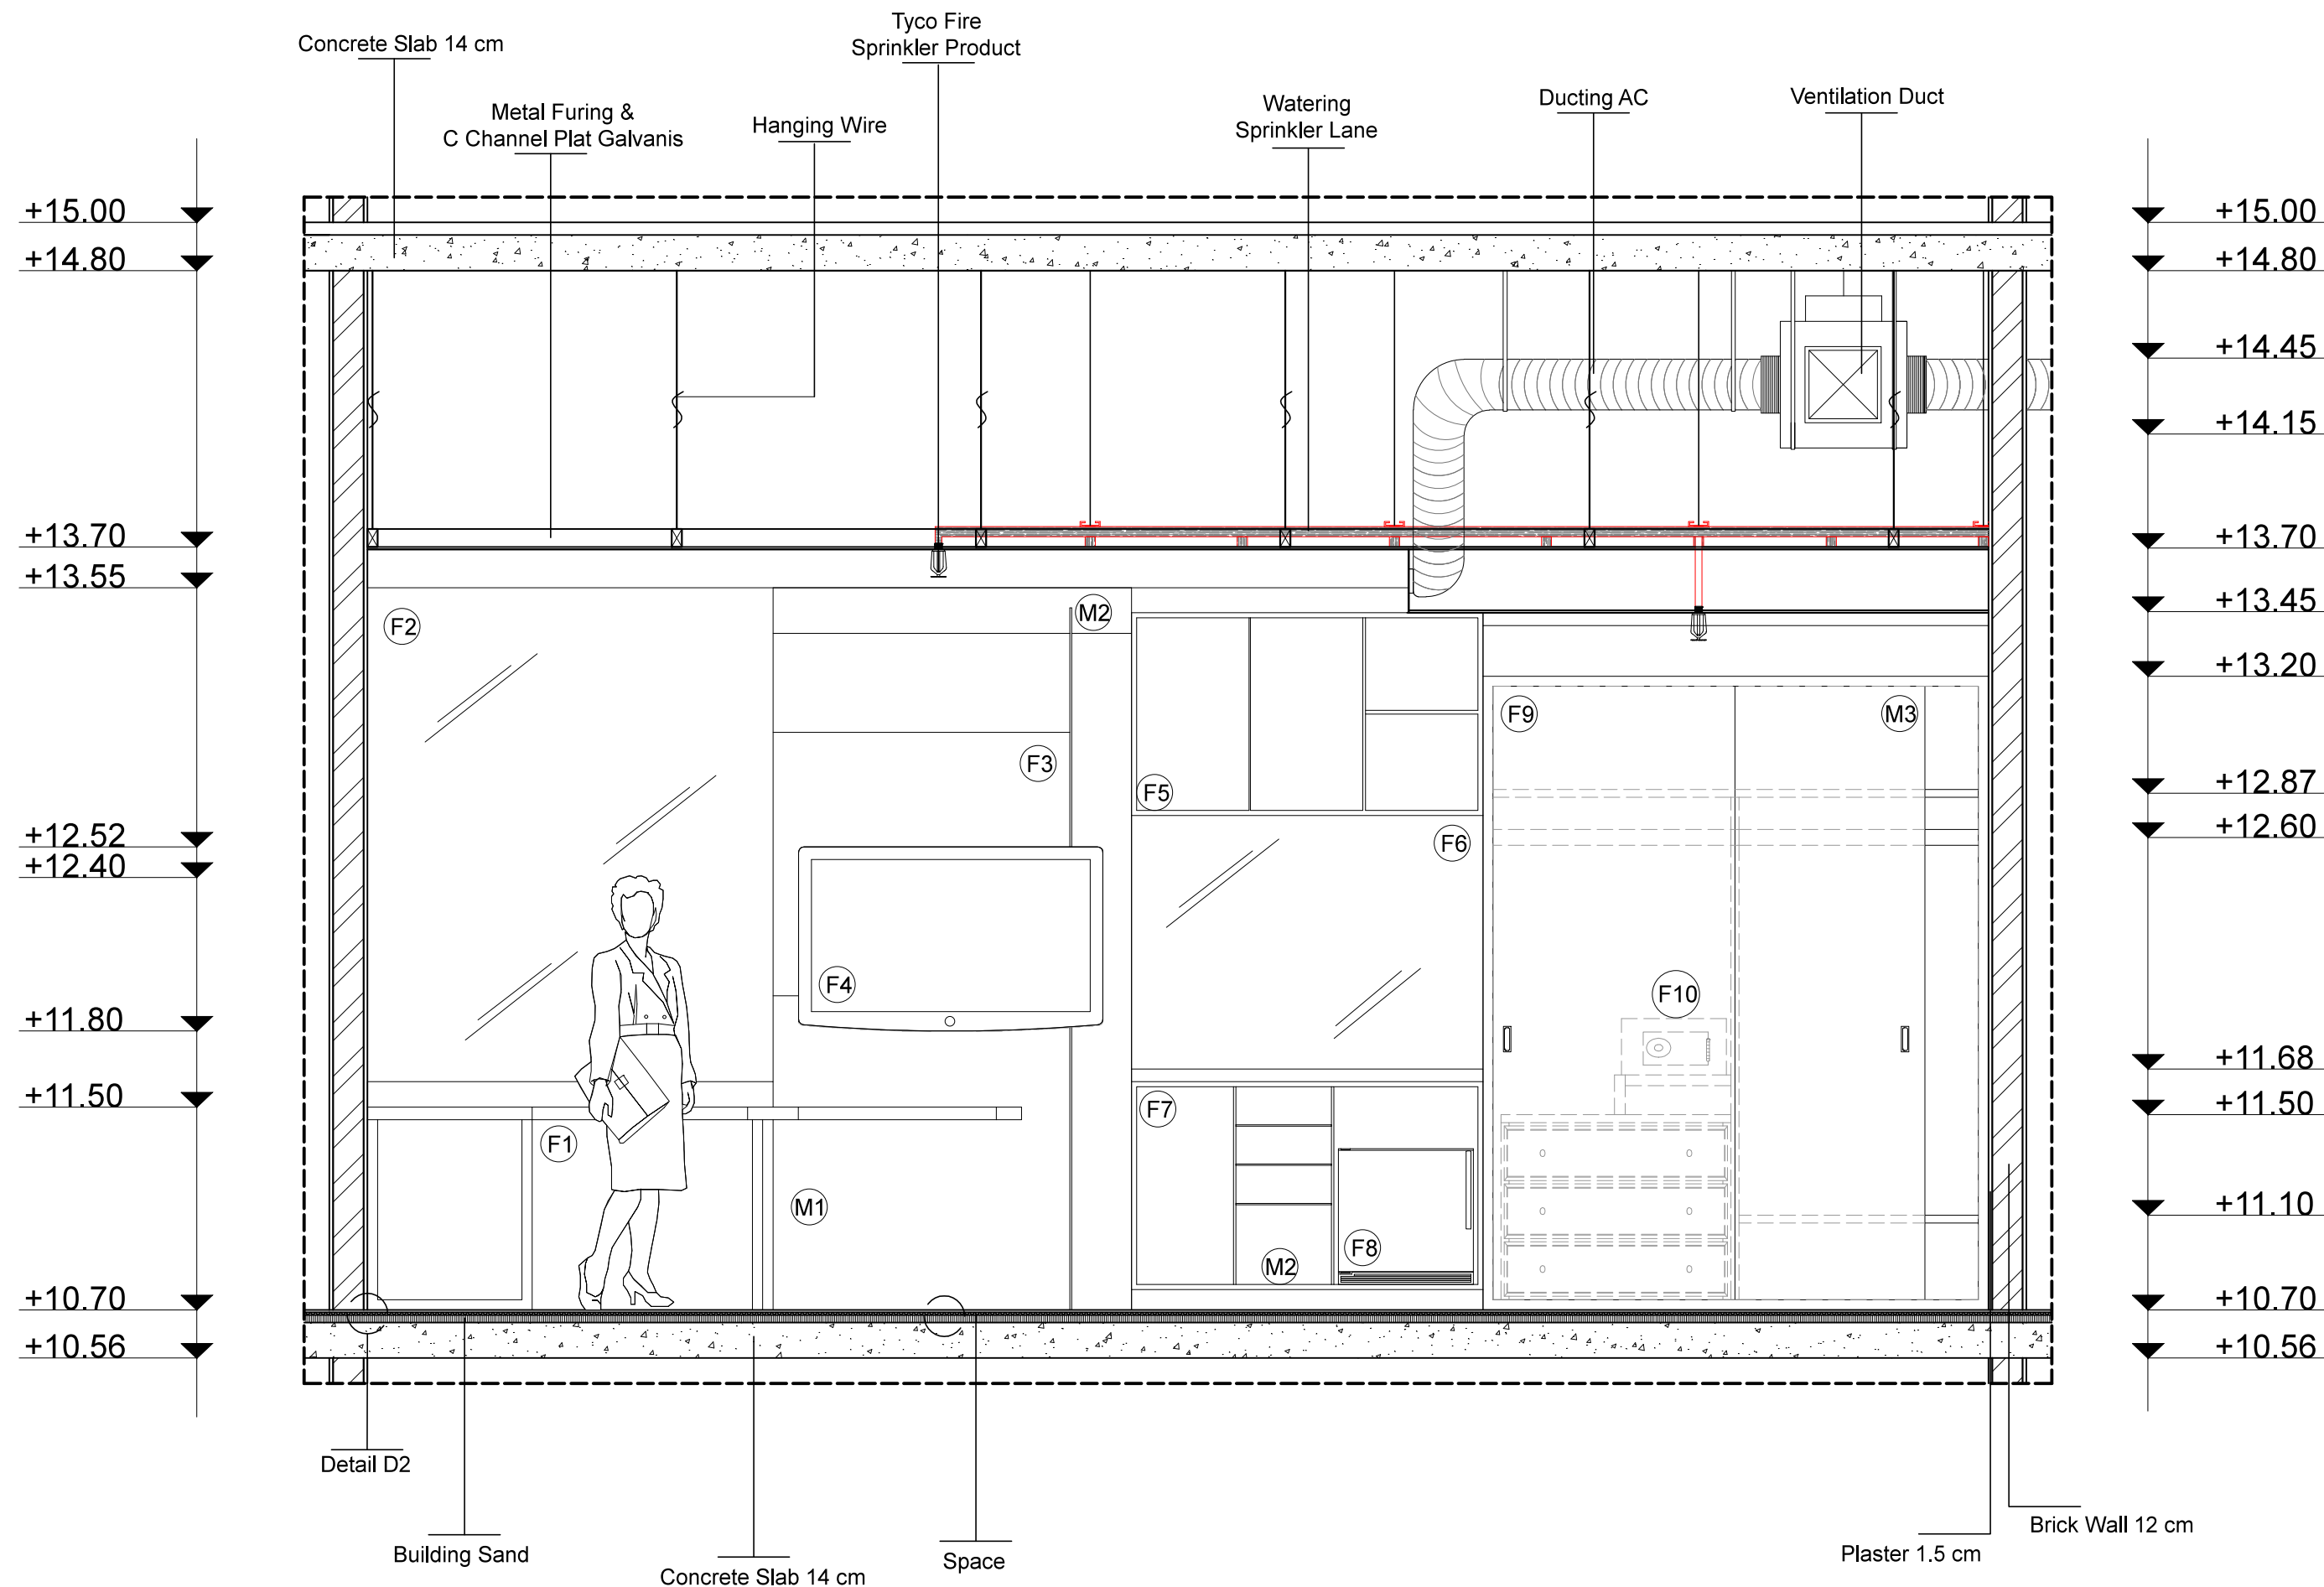 Tyco Fire
Sprinkler Product
Concrete Slab 14 cm
Metal Furing &
C Channel Plat Galvanis
Hanging Wire
Watering
Sprinkler Lane
Ducting AC
Ventilation Duct
+15.00
+14.80
+13.70
+13.55
+12.52
+12.40
+11.80
+11.50
+10.70
+10.56
+15.00
+14.80
+14.45
+14.15
+13.70
+13.45
+13.20
+12.87
+12.60
+11.68
+11.50
+11.10
+10.70
+10.56
F2
M2
F3
F5
F6
F9
M3
F4
F10
F1
F7
M1
M2
F8
Detail D2
Building Sand
Concrete Slab 14 cm
Space
Plaster 1.5 cm
Brick Wall 12 cm